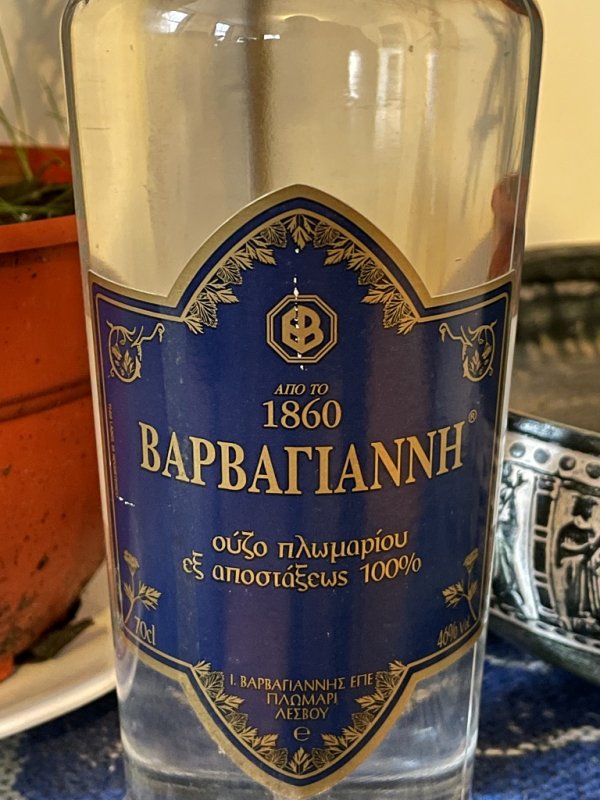 ΑΠΟ ΤΟ
1860
ΒΑΡΒΑΓΙΑΝΝΗ®
ούζο πλωμαρίου
εξ αποστάξεως 100%
70cl
46% Vol
Ι. ΒΑΡΒΑΓΙΑΝΝΗΣ ΕΠΕ
ΠΛΩΜΑΡΙ
ΛΕΣΒΟΥ
e